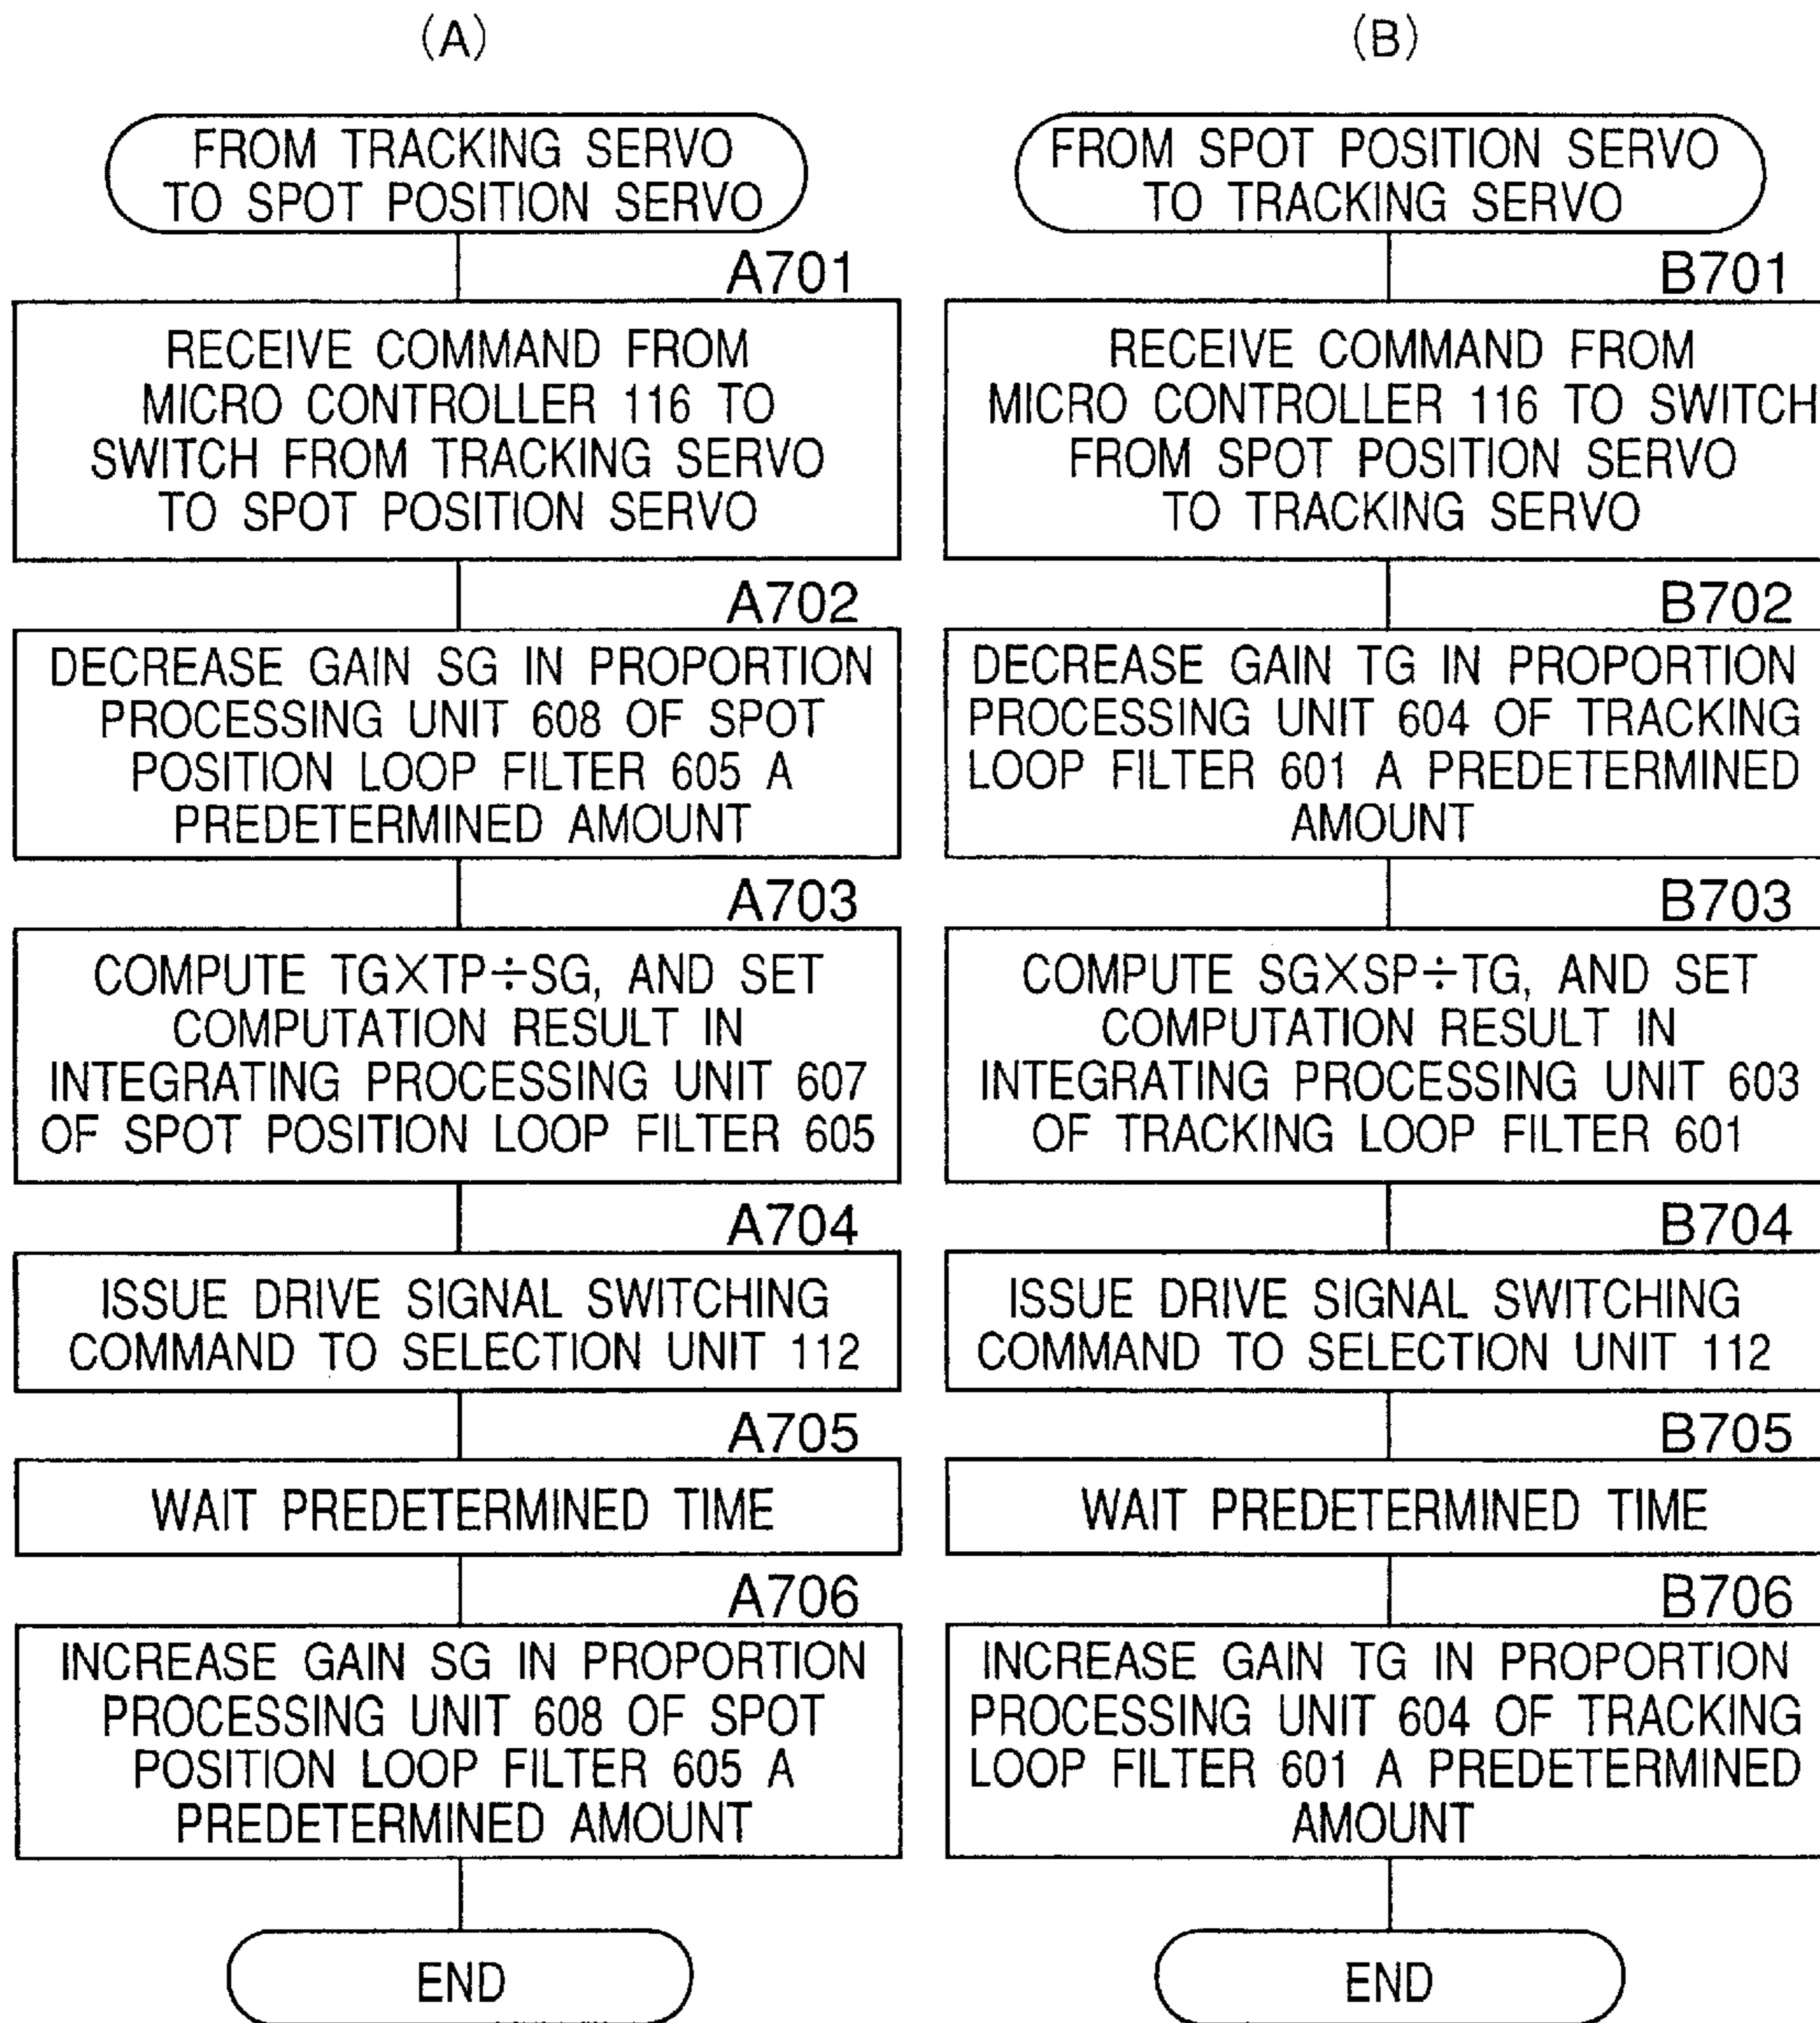 (A)
FROM TRACKING SERVO
TO SPOT POSITION SERVO
A701
RECEIVE COMMAND FROM
MICRO CONTROLLER 116 TO
SWITCH FROM TRACKING SERVO
TO SPOT POSITION SERVO
A702
DECREASE GAIN SG IN PROPORTION
PROCESSING UNIT 608 OF SPOT
POSITION LOOP FILTER 605 A
PREDETERMINED AMOUNT
A703
COMPUTE TG×TP÷SG, AND SET
COMPUTATION RESULT IN
INTEGRATING PROCESSING UNIT 607
OF SPOT POSITION LOOP FILTER 605
A704
ISSUE DRIVE SIGNAL SWITCHING
COMMAND TO SELECTION UNIT 112
A705
WAIT PREDETERMINED TIME
A706
INCREASE GAIN SG IN PROPORTION
PROCESSING UNIT 608 OF SPOT
POSITION LOOP FILTER 605 A
PREDETERMINED AMOUNT
END
(B)
FROM SPOT POSITION SERVO
TO TRACKING SERVO
B701
RECEIVE COMMAND FROM
MICRO CONTROLLER 116 TO SWITCH
FROM SPOT POSITION SERVO
TO TRACKING SERVO
B702
DECREASE GAIN TG IN PROPORTION
PROCESSING UNIT 604 OF TRACKING
LOOP FILTER 601 A PREDETERMINED
AMOUNT
B703
COMPUTE SG×SP÷TG, AND SET
COMPUTATION RESULT IN
INTEGRATING PROCESSING UNIT 603
OF TRACKING LOOP FILTER 601
B704
ISSUE DRIVE SIGNAL SWITCHING
COMMAND TO SELECTION UNIT 112
B705
WAIT PREDETERMINED TIME
B706
INCREASE GAIN TG IN PROPORTION
PROCESSING UNIT 604 OF TRACKING
LOOP FILTER 601 A PREDETERMINED
AMOUNT
END